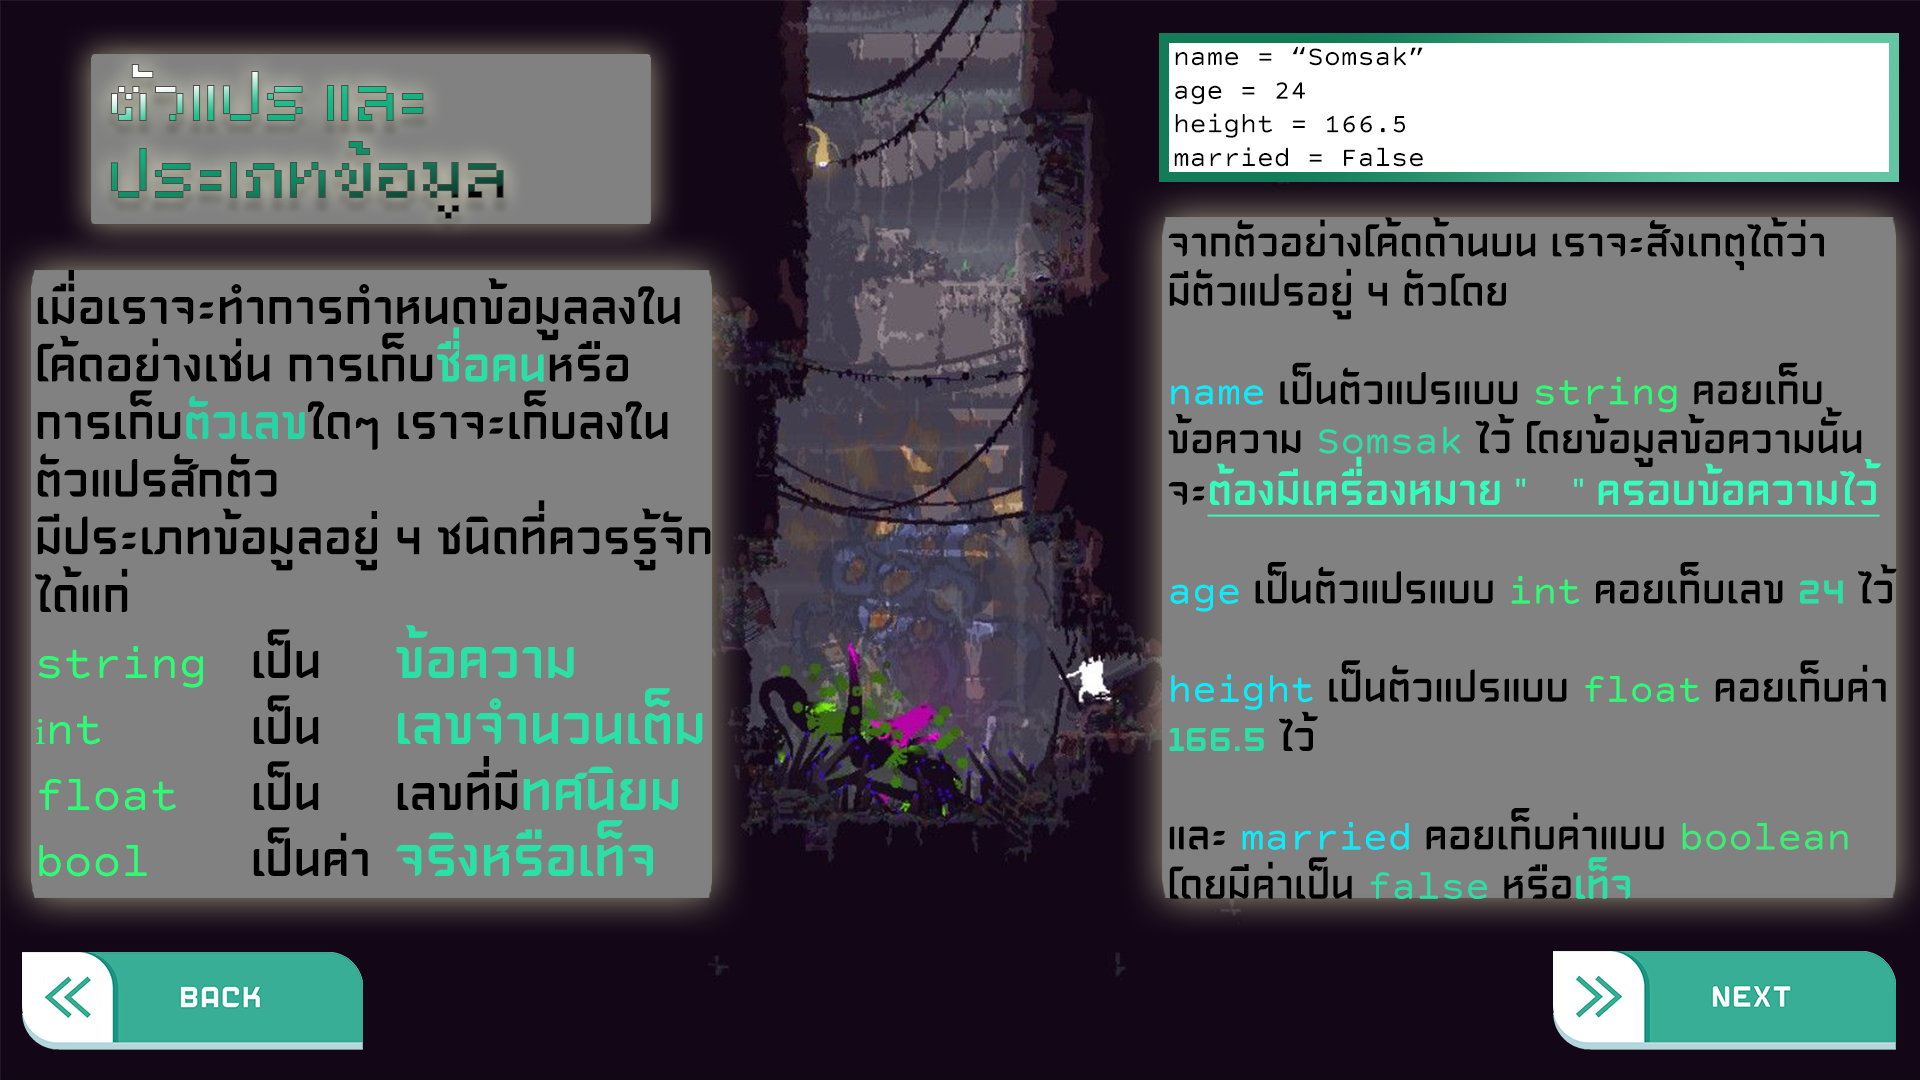 ตัวแปร และ
ประเภทข้อมูล
เมื่อเราจะทำการกำหนดข้อมูลลงใน
โค้ดอย่างเช่น การเก็บชื่อคนหรือ
การเก็บตัวเลขใดๆ เราจะเก็บลงใน
ตัวแปรสักตัว
มีประเภทข้อมูลอยู่ 4 ชนิดที่ควรรู้จัก
ได้แก่
string เป็น ข้อความ
int เป็น เลขจำนวนเต็ม
float เป็น เลขที่มีทศนิยม
bool เป็นค่า จริงหรือเท็จ
name = “Somsak”
age = 24
height = 166.5
married = False
จากตัวอย่างโค้ดด้านบน เราจะสังเกตุได้ว่า
มีตัวแปรอยู่ 4 ตัวโดย
name เป็นตัวแปรแบบ string คอยเก็บ
ข้อความ Somsak ไว้ โดยข้อมูลข้อความนั้น
จะต้องมีเครื่องหมาย " " ครอบข้อความไว้
age เป็นตัวแปรแบบ int คอยเก็บเลข 24 ไว้
height เป็นตัวแปรแบบ float คอยเก็บค่า
166.5 ไว้
และ married คอยเก็บค่าแบบ boolean
โดยมีค่าเป็น false หรือเท็จ
BACK
NEXT